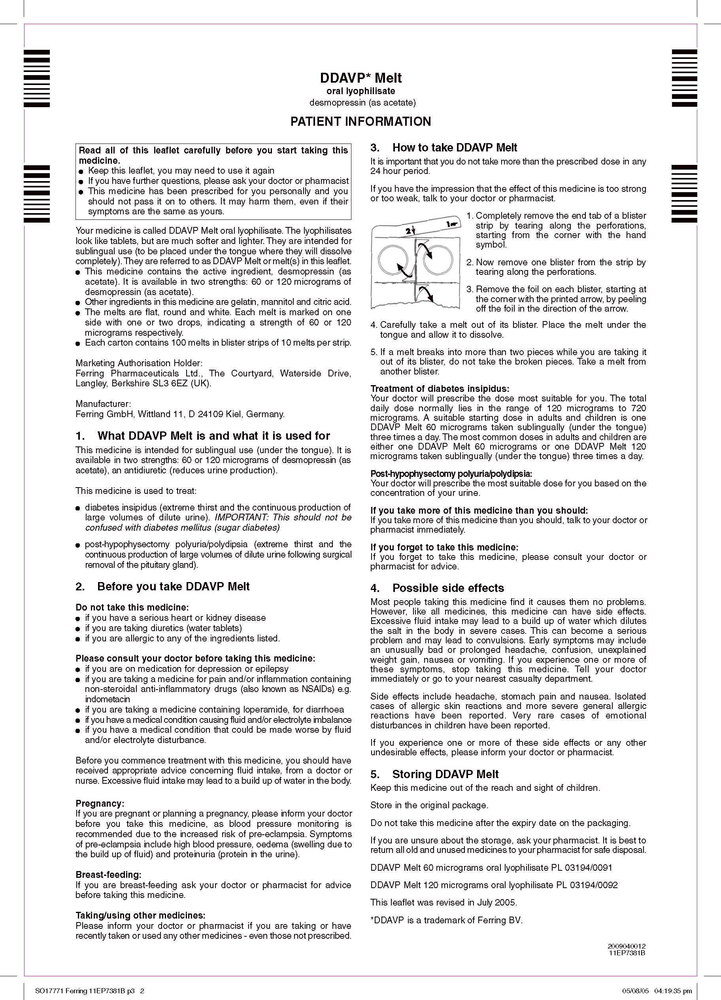 DDAVP* Melt
oral lyophilisate
desmopressin (as acetate)
PATIENT INFORMATION
Read all of this leaflet carefully before you start taking this
medicine.
● Keep this leaflet, you may need to use it again
● If you have further questions, please ask your doctor or pharmacist
● This medicine has been prescribed for you personally and you
should not pass it on to others. It may harm them, even if their
symptoms are the same as yours.
Your medicine is called DDAVP Melt oral lyophilisate. The lyophilisates
look like tablets, but are much softer and lighter. They are intended for
sublingual use (to be placed under the tongue where they will dissolve
completely). They are referred to as DDAVP Melt or melt(s) in this leaflet.
● This medicine contains the active ingredient, desmopressin (as
acetate). It is available in two strengths: 60 or 120 micrograms of
desmopressin (as acetate).
● Other ingredients in this medicine are gelatin, mannitol and citric acid.
● The melts are flat, round and white. Each melt is marked on one
side with one or two drops, indicating a strength of 60 or 120
micrograms respectively.
● Each carton contains 100 melts in blister strips of 10 melts per strip.
Marketing Authorisation Holder:
Ferring Pharmaceuticals Ltd., The Courtyard, Waterside Drive,
Langley, Berkshire SL3 6EZ (UK).
Manufacturer:
Ferring GmbH, Wittland 11, D 24109 Kiel, Germany.
1. What DDAVP Melt is and what it is used for
This medicine is intended for sublingual use (under the tongue). It is
available in two strengths: 60 or 120 micrograms of desmopressin (as
acetate), an antidiuretic (reduces urine production).
This medicine is used to treat:
● diabetes insipidus (extreme thirst and the continuous production of
large volumes of dilute urine). IMPORTANT: This should not be
confused with diabetes mellitus (sugar diabetes)
● post-hypophysectomy polyuria/polydipsia (extreme thirst and the
continuous production of large volumes of dilute urine following surgical
removal of the pituitary gland).
2. Before you take DDAVP Melt
Do not take this medicine:
● if you have a serious heart or kidney disease
● if you are taking diuretics (water tablets)
● if you are allergic to any of the ingredients listed.
Please consult your doctor before taking this medicine:
● if you are on medication for depression or epilepsy
● if you are taking a medicine for pain and/or inflammation containing
non-steroidal anti-inflammatory drugs (also known as NSAIDs) e.g.
indometacin
● if you are taking a medicine containing loperamide, for diarrhoea
● if you have a medical condition causing fluid and/or electrolyte imbalance
● if you have a medical condition that could be made worse by fluid
and/or electrolyte disturbance.
Before you commence treatment with this medicine, you should have
received appropriate advice concerning fluid intake, from a doctor or
nurse. Excessive fluid intake may lead to a build up of water in the body.
Pregnancy:
If you are pregnant or planning a pregnancy, please inform your doctor
before you take this medicine, as blood pressure monitoring is
recommended due to the increased risk of pre-eclampsia. Symptoms
of pre-eclampsia include high blood pressure, oedema (swelling due to
the build up of fluid) and proteinuria (protein in the urine).
Breast-feeding:
If you are breast-feeding ask your doctor or pharmacist for advice
before taking this medicine.
Taking/using other medicines:
Please inform your doctor or pharmacist if you are taking or have
recently taken or used any other medicines - even those not prescribed.
3. How to take DDAVP Melt
It is important that you do not take more than the prescribed dose in any
24 hour period.
If you have the impression that the effect of this medicine is too strong
or too weak, talk to your doctor or pharmacist.
2
1
1. Completely remove the end tab of a blister
strip by tearing along the perforations,
starting from the corner with the hand
symbol.
2. Now remove one blister from the strip by
tearing along the perforations.
3. Remove the foil on each blister, starting at
the corner with the printed arrow, by peeling
off the foil in the direction of the arrow.
4. Carefully take a melt out of its blister. Place the melt under the
tongue and allow it to dissolve.
5. If a melt breaks into more than two pieces while you are taking it
out of its blister, do not take the broken pieces. Take a melt from
another blister.
Treatment of diabetes insipidus:
Your doctor will prescribe the dose most suitable for you. The total
daily dose normally lies in the range of 120 micrograms to 720
micrograms. A suitable starting dose in adults and children is one
DDAVP Melt 60 micrograms taken sublingually (under the tongue)
three times a day. The most common doses in adults and children are
either one DDAVP Melt 60 micrograms or one DDAVP Melt 120
micrograms taken sublingually (under the tongue) three times a day.
Post-hypophysectomy polyuria/polydipsia:
Your doctor will prescribe the most suitable dose for you based on the
concentration of your urine.
If you take more of this medicine than you should:
If you take more of this medicine than you should, talk to your doctor or
pharmacist immediately.
If you forget to take this medicine:
If you forget to take this medicine, please consult your doctor or
pharmacist for advice.
4. Possible side effects
Most people taking this medicine find it causes them no problems.
However, like all medicines, this medicine can have side effects.
Excessive fluid intake may lead to a build up of water which dilutes
the salt in the body in severe cases. This can become a serious
problem and may lead to convulsions. Early symptoms may include
an unusually bad or prolonged headache, confusion, unexplained
weight gain, nausea or vomiting. If you experience one or more of
these symptoms, stop taking this medicine. Tell your doctor
immediately or go to your nearest casualty department.
Side effects include headache, stomach pain and nausea. Isolated
cases of allergic skin reactions and more severe general allergic
reactions have been reported. Very rare cases of emotional
disturbances in children have been reported.
If you experience one or more of these side effects or any other
undesirable effects, please inform your doctor or pharmacist.
5. Storing DDAVP Melt
Keep this medicine out of the reach and sight of children.
Store in the original package.
Do not take this medicine after the expiry date on the packaging.
If you are unsure about the storage, ask your pharmacist. It is best to
return all old and unused medicines to your pharmacist for safe disposal.
DDAVP Melt 60 micrograms oral lyophilisate PL 03194/0091
DDAVP Melt 120 micrograms oral lyophilisate PL 03194/0092
This leaflet was revised in July 2005.
*DDAVP is a trademark of Ferring BV.
2009040012
11EP7381B
SO17771 Ferring 11EP7381B p3 2
05/08/05 04:19:35 pm